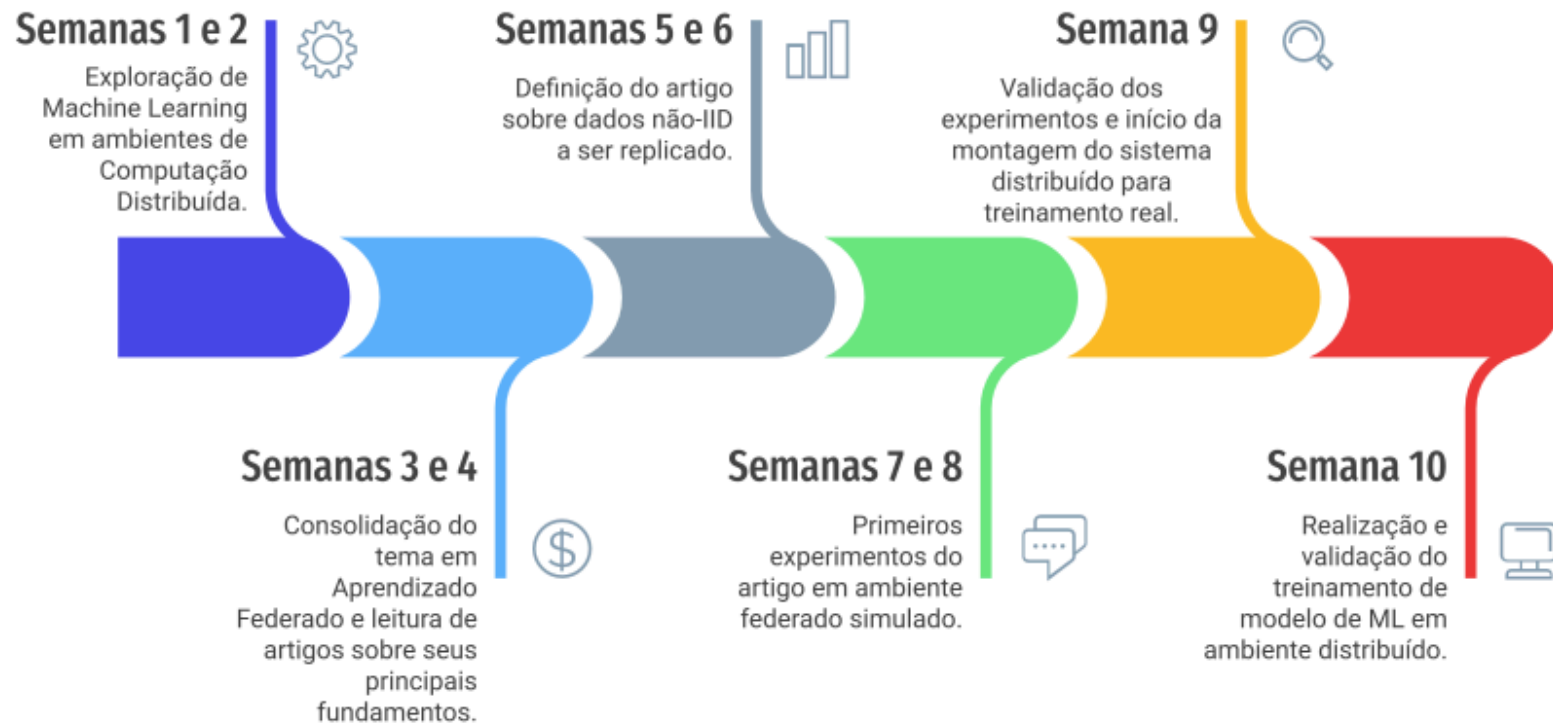 Semanas 1 e 2
Exploração de
Machine Learning
em ambientes de
Computação
Distribuída.
Semanas 3 e 4
Consolidação do
tema em
Aprendizado
Federado e leitura de
artigos sobre seus
principais
fundamentos.
$
Semanas 5 e 6
Definição do artigo
sobre dados não-IID
a ser replicado.
Semanas 7 e 8
Primeiros
experimentos do
artigo em ambiente
federado simulado.
Semana 9
Validação dos
experimentos e início da
montagem do sistema
distribuído para
treinamento real.
Semana 10
Realização e
validação do
treinamento de
modelo de ML em
ambiente distribuído.